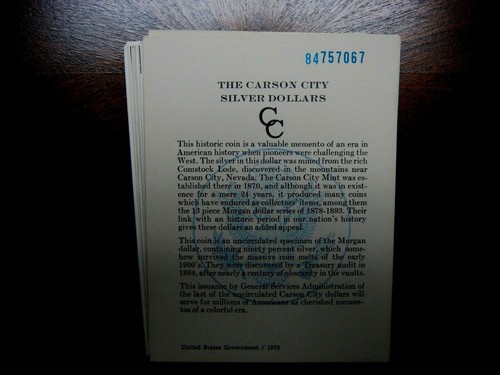 84757067
THE CARSON CITY
SILVER DOLLARS
CC
This historic coin is a valuable memento of an era in
American history when pioneers were challenging the
West. The silver in this dollar was mined from the rich
Comstock Lode, discovered in the mountains near
Carson City, Nevada. The Carson City Mint was es-
tablished there in 1870, and although it was in exist-
ence for a mere 24 years, it produced many coins
which have endured as collectors' items, among them
the 13 piece Morgan dollar series of 1878-1893. Their
link with an historic period in our nation's history
gives these dollars an added appeal.
This coin is an uncirculated specimen of the Morgan
dollar, containing ninety percent silver, which some-
how survived the massive coin melts of the early
1900's. They were discovered by a Treasury audit in
1964, after nearly a century of obscurity in the vaults.
This issuance by General Services Administration of
the last of the uncirculated Carson City dollars will
serve for millions of Americans as cherished memen-
tos of a colorful era.
United States Government / 1972